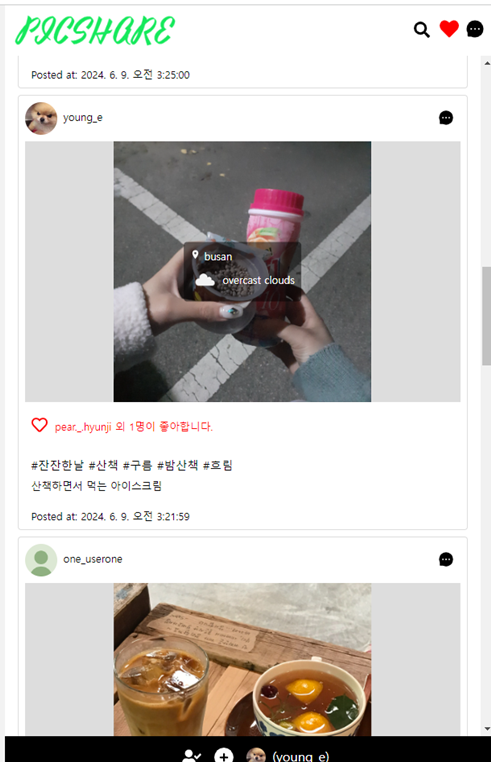 PICSHARE
Posted at: 2024. 6. 9. 오전 3:25:00
young_e
busan
overcast clouds
pear._.hyunji 외 1명이 좋아합니다.
#잔잔한날 #산책 #구름 #밤산책 #흐림
산책하면서 먹는 아이스크림
Posted at: 2024. 6. 9. 오전 3:21:59
one_userone
(young_e)